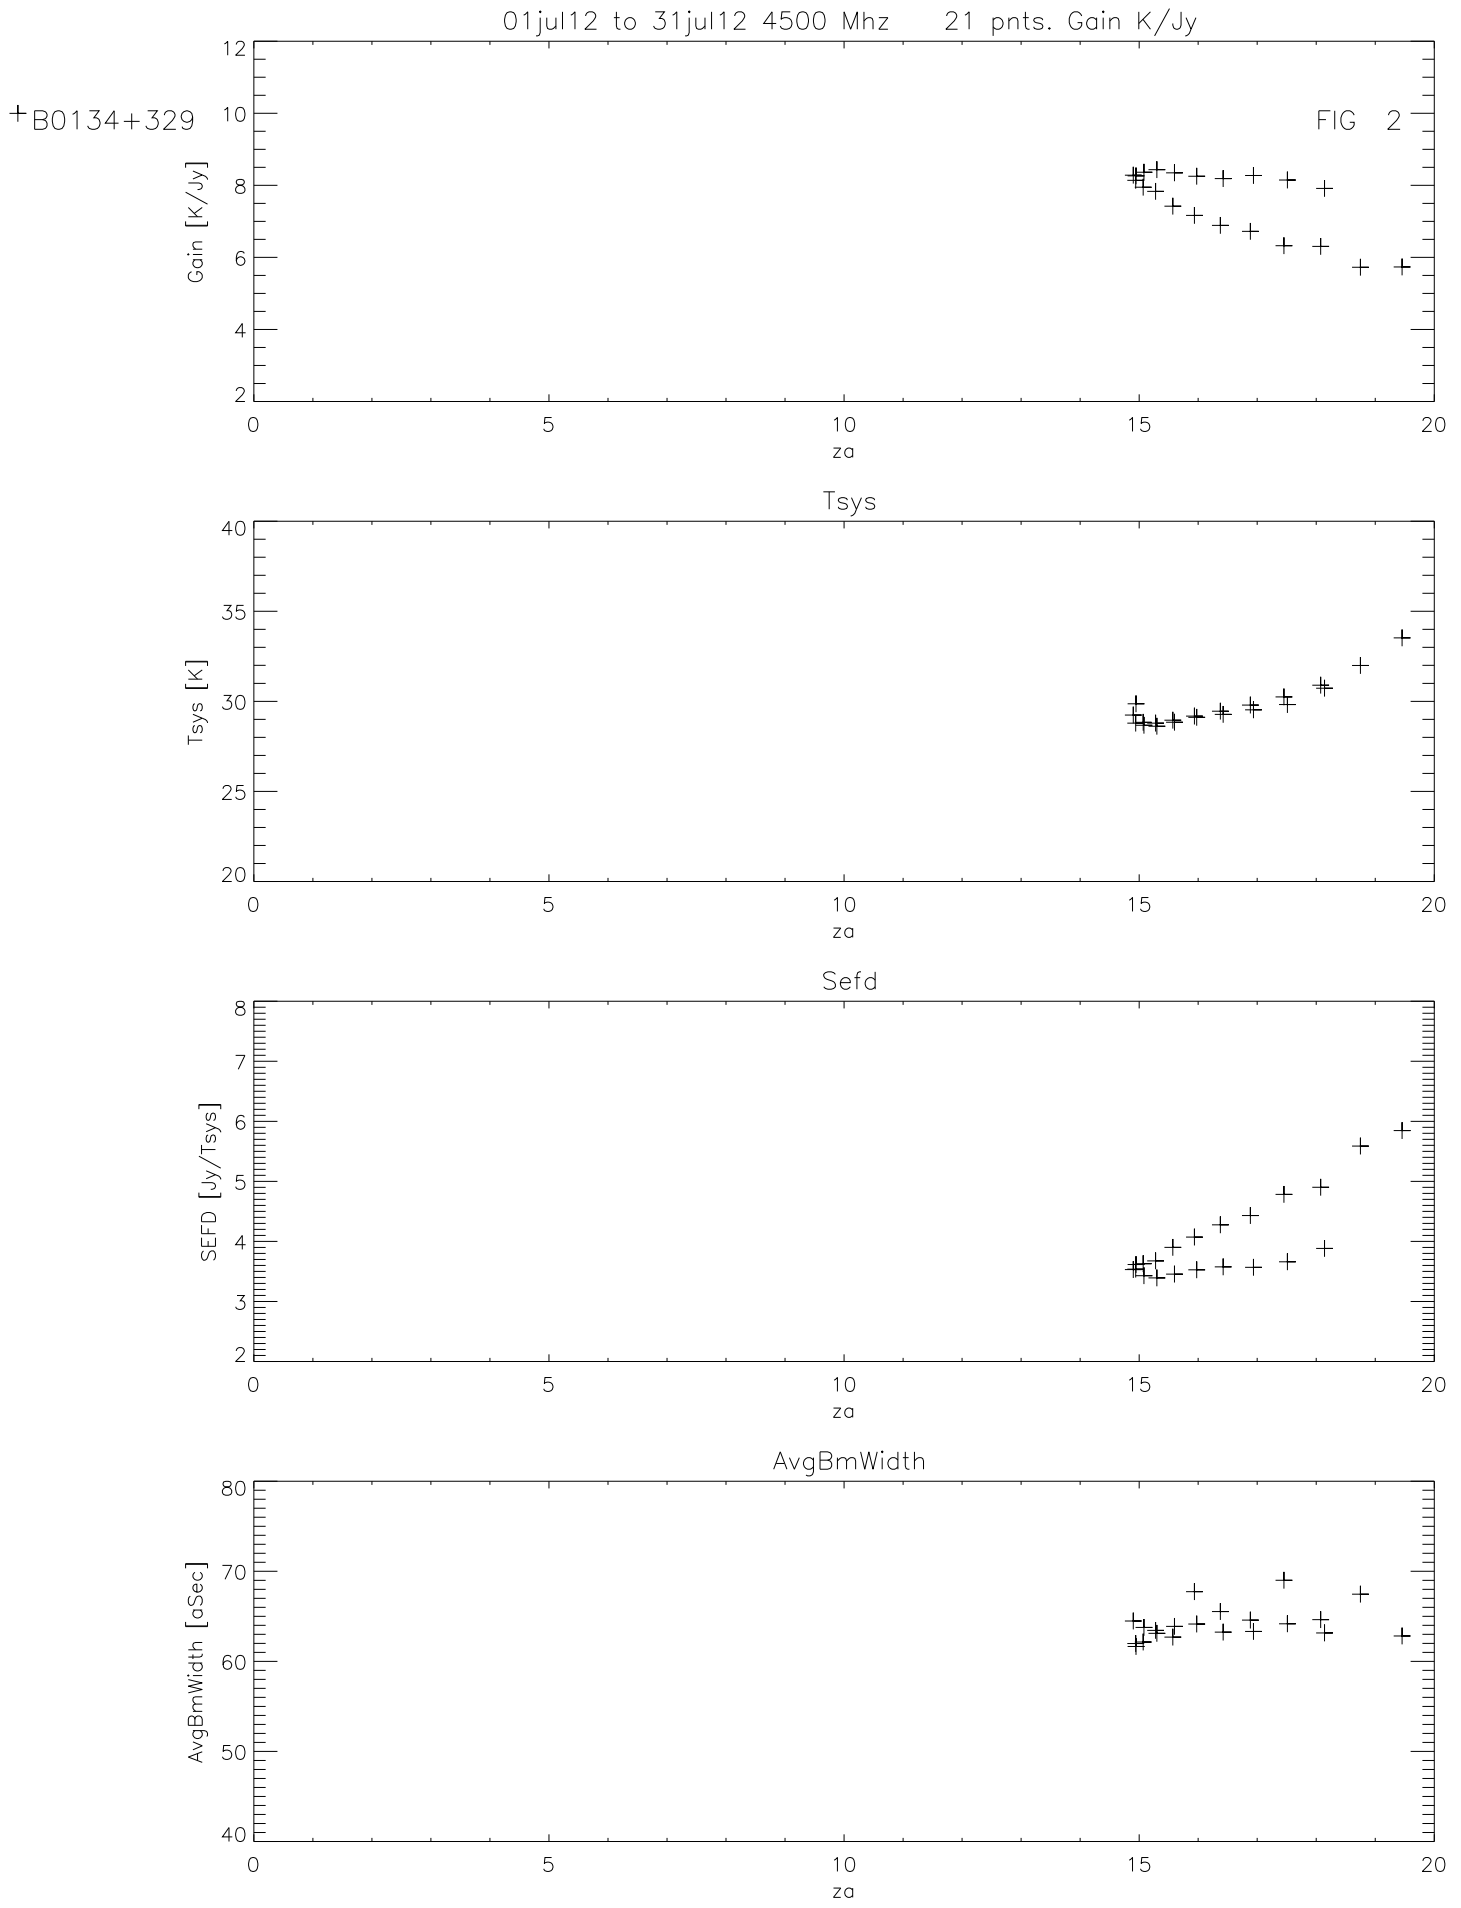 01jul12 to 31jul12 4500 Mhz 21 pnts. Gain K/Jy
+ B0134+329
FIG 2
Gain [K/Jy]
12
10
8
6
4
2
0 5 10 15 20
za
Tsys
Tsys [K]
40
35
30
25
20
0 5 10 15 20
za
Sefd
SEFD [Jy/Tsys]
8
7
6
5
4
3
2
0 5 10 15 20
za
AvgBmWidth
AvgBmWidth [aSec]
80
70
60
50
40
0 5 10 15 20
za